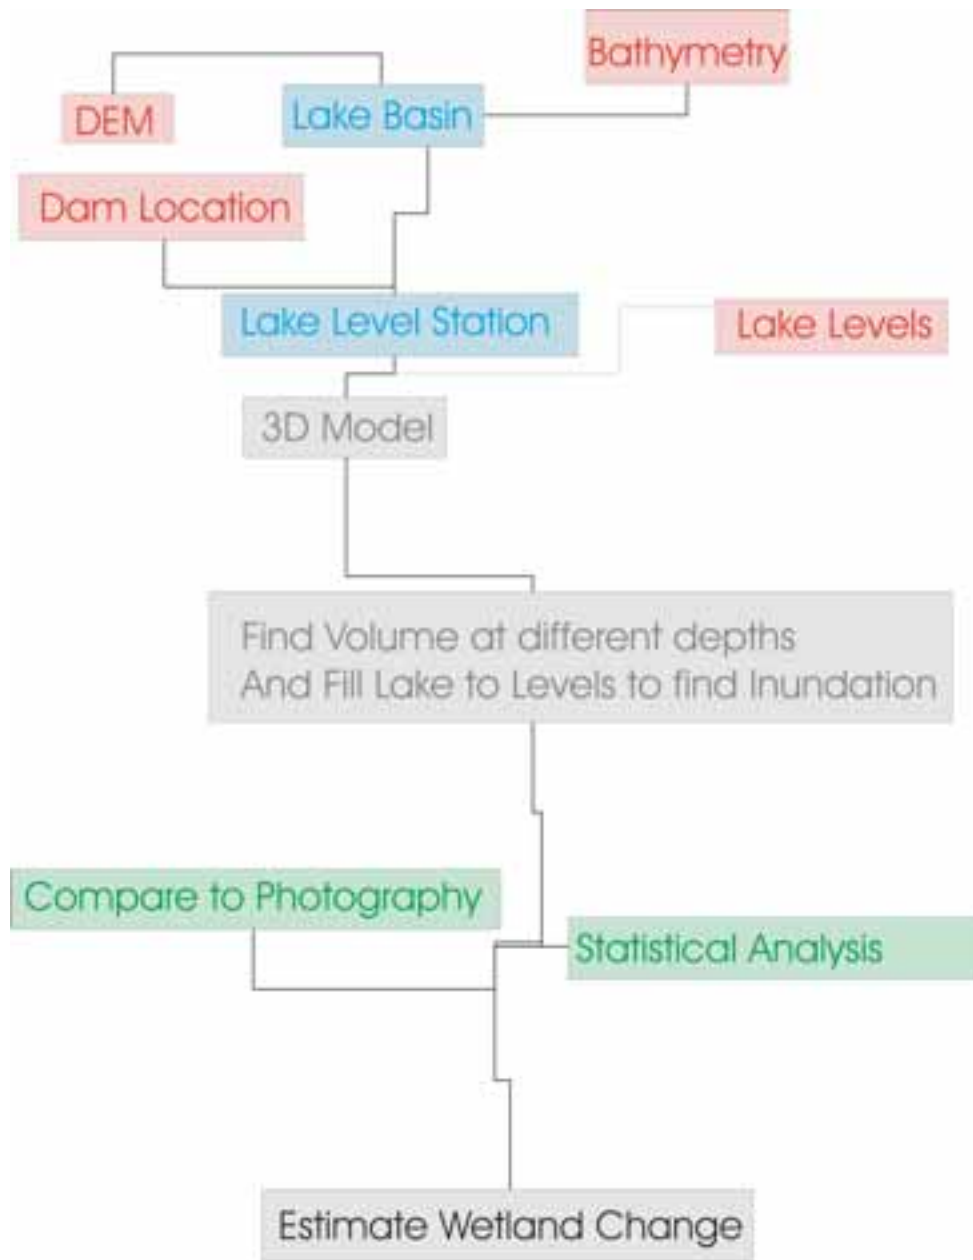 Bathymetry
DEM
Lake Basin
Dam Location
Lake Level Station
Lake Levels
3D Model
Find Volume at different depths
And Fill Lake to Levels to find Inundation
Compare to Photography
Statistical Analysis
Estimate Wetland Change